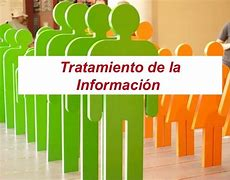 Tratamiento de la
Información